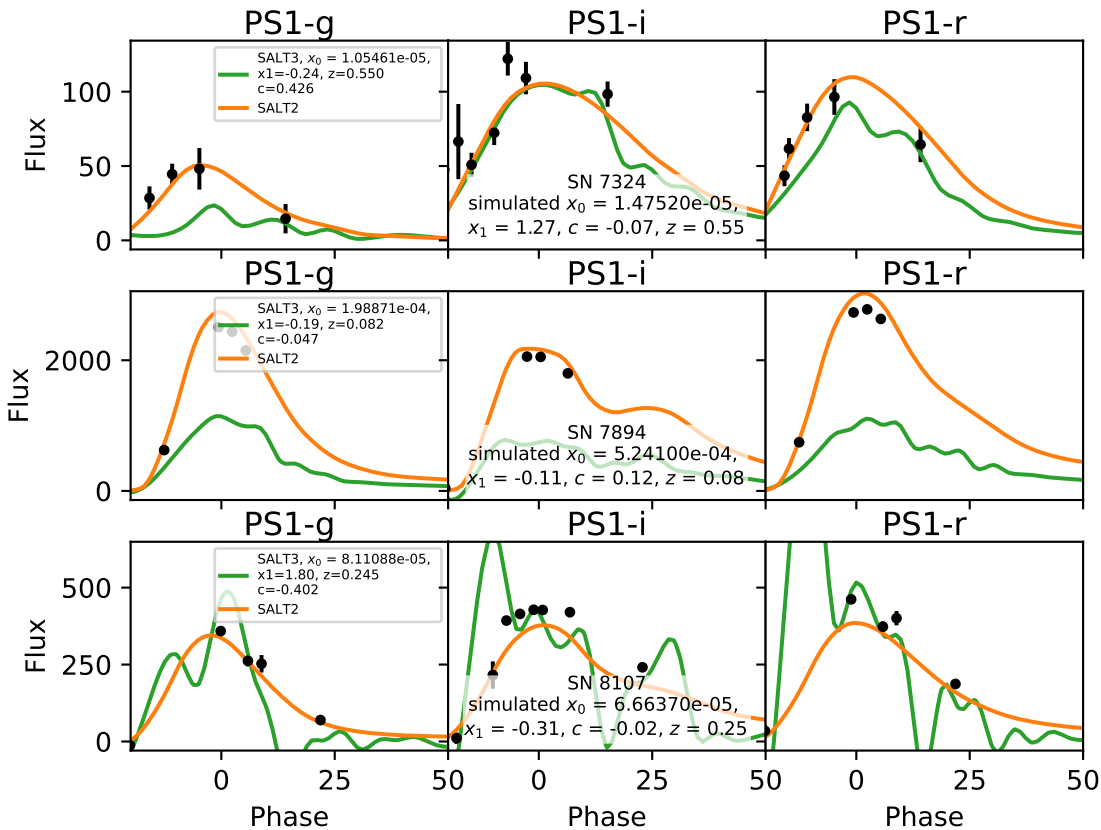 PS1-g PS1-i PS1-r
Flux
100
50
0
SALT3, x₀ = 1.05461e-05,
x1=-0.24, z=0.550
c=0.426
SALT2
SN 7324
simulated x₀ = 1.47520e-05,
x₁ = 1.27, c = -0.07, z = 0.55
PS1-g PS1-i PS1-r
Flux
2000
0
SALT3, x₀ = 1.98871e-04,
x1=-0.19, z=0.082
c=-0.047
SALT2
SN 7894
simulated x₀ = 5.24100e-04,
x₁ = -0.11, c = 0.12, z = 0.08
PS1-g PS1-i PS1-r
Flux
500
250
0
SALT3, x₀ = 8.11088e-05,
x1=1.80, z=0.245
c=-0.402
SALT2
SN 8107
simulated x₀ = 6.66370e-05,
x₁ = -0.31, c = -0.02, z = 0.25
0 25 50 0 25 50 0 25 50
Phase Phase Phase